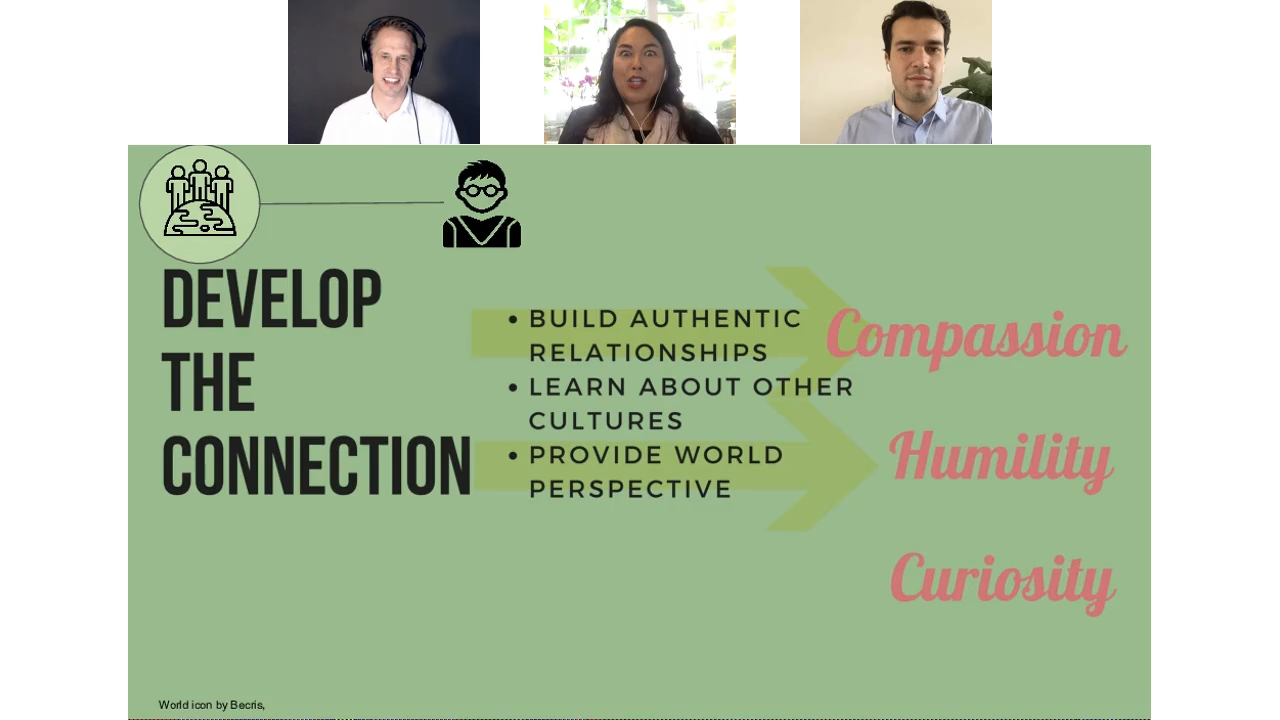 DEVELOP
THE
CONNECTION
• BUILD AUTHENTIC
RELATIONSHIPS
• LEARN ABOUT OTHER
CULTURES
• PROVIDE WORLD
PERSPECTIVE
Compassion
Humility
Curiosity
World icon by Becris,